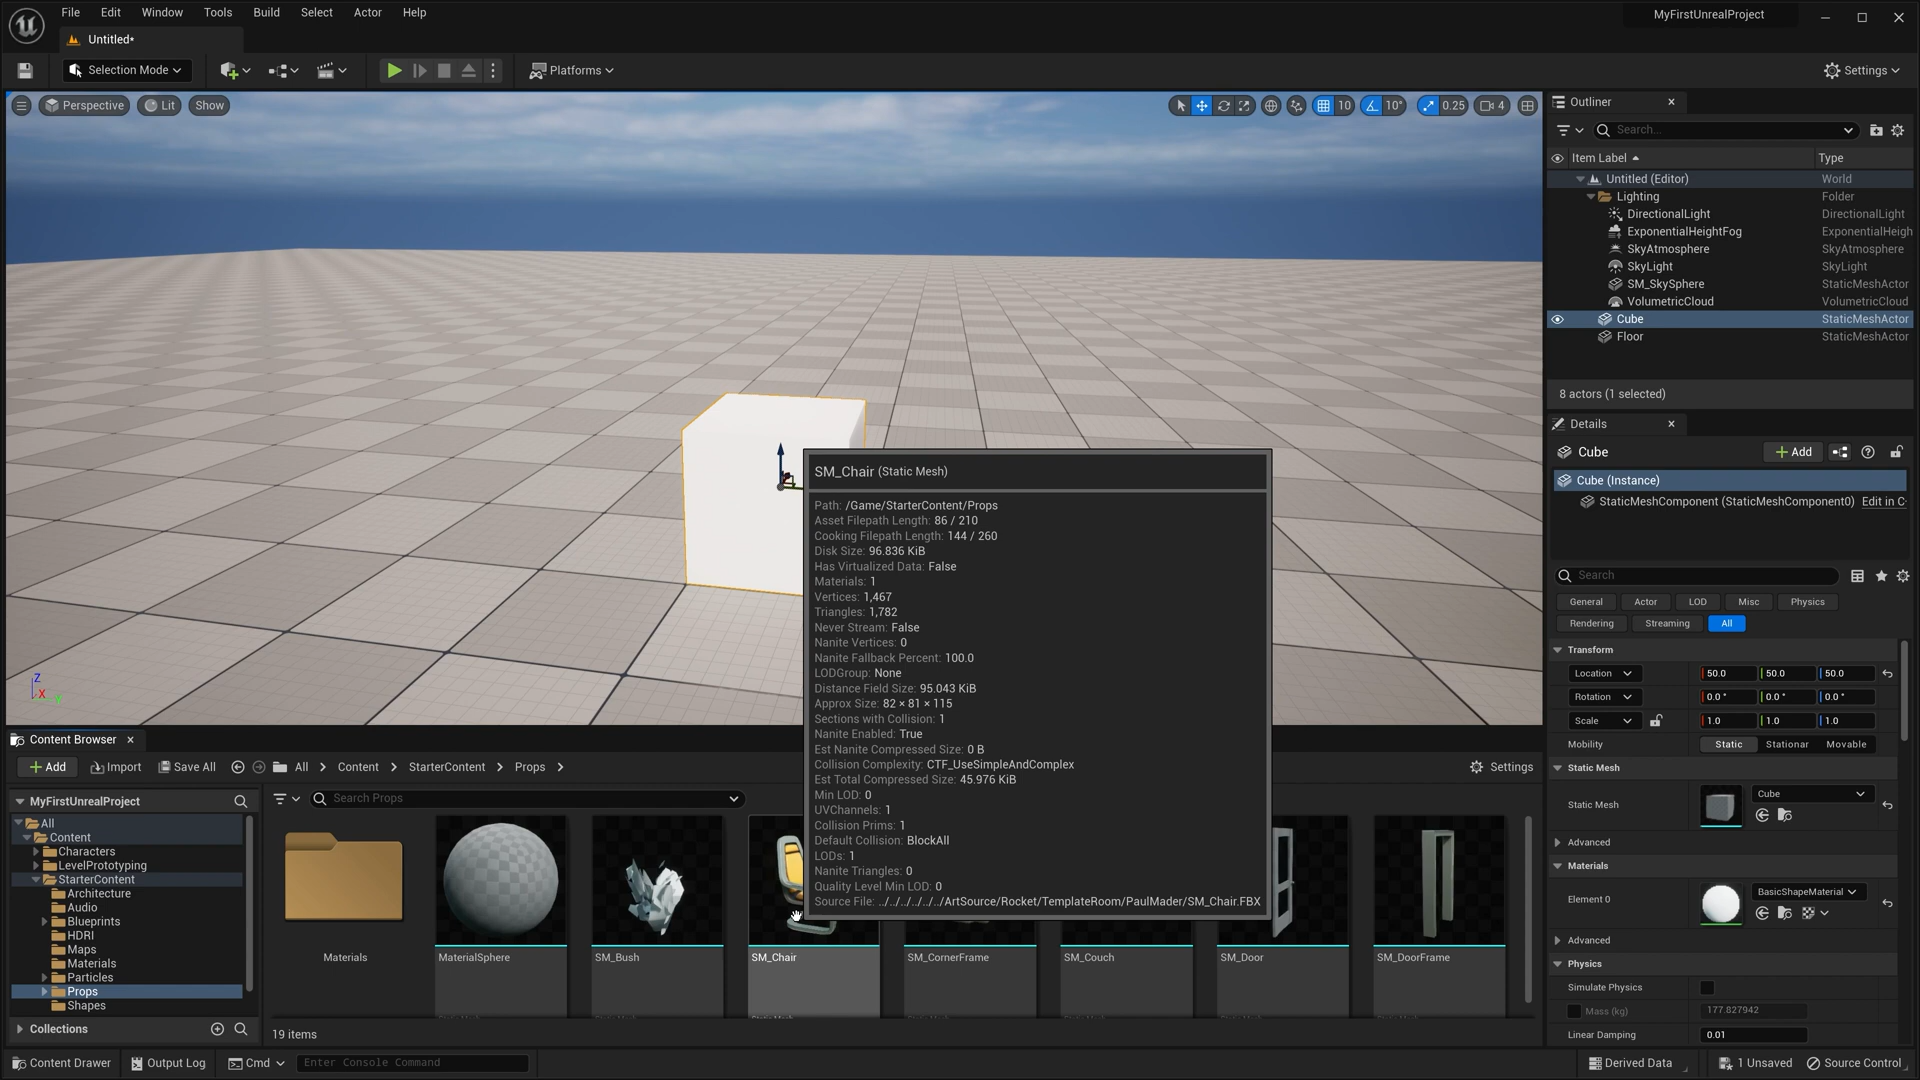 File Edit Window Tools Build Select Actor Help
MyFirstUnrealProject
Untitled*
Selection Mode
Platforms
Settings
Perspective Lit Show
10 10° 0.25 4
Outliner
Search...
Item Label Type
Untitled (Editor) World
Lighting Folder
DirectionalLight DirectionalLight
ExponentialHeightFog ExponentialHeigh
SkyAtmosphere SkyAtmosphere
SkyLight SkyLight
SM_SkySphere StaticMeshActor
VolumetricCloud VolumetricCloud
Cube StaticMeshActor
Floor StaticMeshActor
8 actors (1 selected)
Details
Cube
+ Add
Cube (Instance)
StaticMeshComponent (StaticMeshComponent0) Edit in C
Search
General Actor LOD Misc Physics
Rendering Streaming All
Transform
Location 50.0 50.0 50.0
Rotation 0.0° 0.0° 0.0°
Scale 1.0 1.0 1.0
Mobility Static Stationar Movable
Static Mesh
Static Mesh Cube
Advanced
Materials
Element 0 BasicShapeMaterial
Advanced
Physics
Simulate Physics
Mass (kg) 177.827942
Linear Damping 0.01
SM_Chair (Static Mesh)
Path: /Game/StarterContent/Props
Asset Filepath Length: 86 / 210
Cooking Filepath Length: 144 / 260
Disk Size: 96.836 KiB
Has Virtualized Data: False
Materials: 1
Vertices: 1,467
Triangles: 1,782
Never Stream: False
Nanite Vertices: 0
Nanite Fallback Percent: 100.0
LODGroup: None
Distance Field Size: 95.043 KiB
Approx Size: 82 × 81 × 115
Sections with Collision: 1
Nanite Enabled: True
Est Nanite Compressed Size: 0 B
Collision Complexity: CTF_UseSimpleAndComplex
Est Total Compressed Size: 45.976 KiB
Min LOD: 0
UVChannels: 1
Collision Prims: 1
Default Collision: BlockAll
LODs: 1
Nanite Triangles: 0
Quality Level Min LOD: 0
Source File: ../../../../../../ArtSource/Rocket/TemplateRoom/PaulMader/SM_Chair.FBX
Z
X
Y
Content Browser
+ Add Import Save All All Content StarterContent Props
Settings
MyFirstUnrealProject
Search Props
All
Content
Characters
LevelPrototyping
StarterContent
Architecture
Audio
Blueprints
HDRI
Maps
Materials
Particles
Props
Shapes
Collections
Materials MaterialSphere SM_Bush SM_Chair SM_CornerFrame SM_Couch SM_Door SM_DoorFrame
19 items
Content Drawer Output Log Cmd Enter Console Command
Derived Data 1 Unsaved Source Control